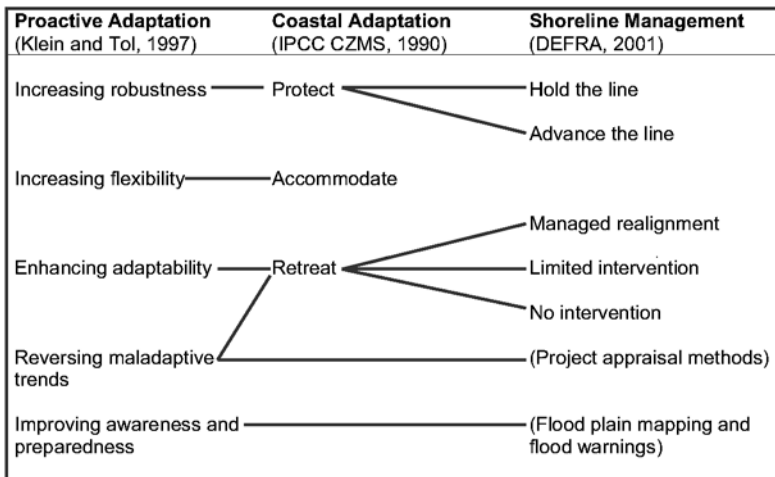 Proactive Adaptation Coastal Adaptation Shoreline Management
(Klein and Tol, 1997) (IPCC CZMS, 1990) (DEFRA, 2001)
Increasing robustness Protect Hold the line
Advance the line
Increasing flexibility Accommodate
Managed realignment
Enhancing adaptability Retreat Limited intervention
No intervention
Reversing maladaptive (Project appraisal methods)
trends
Improving awareness and (Flood plain mapping and
preparedness flood warnings)